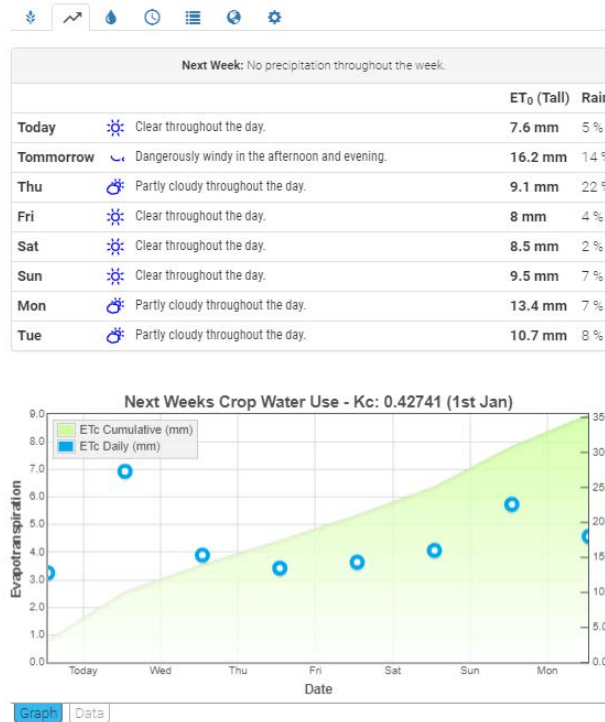 Next Week: No precipitation throughout the week.
ET0 (Tall) Rain
Today Clear throughout the day. 7.6 mm 5 %
Tommorrow Dangerously windy in the afternoon and evening. 16.2 mm 14 %
Thu Partly cloudy throughout the day. 9.1 mm 22 %
Fri Clear throughout the day. 8 mm 4 %
Sat Clear throughout the day. 8.5 mm 2 %
Sun Clear throughout the day. 9.5 mm 7 %
Mon Partly cloudy throughout the day. 13.4 mm 7 %
Tue Partly cloudy throughout the day. 10.7 mm 8 %
Next Weeks Crop Water Use - Kc: 0.42741 (1st Jan)
ETc Cumulative (mm)
ETc Daily (mm)
Evapotranspiration
9.0
8.0
7.0
6.0
5.0
4.0
3.0
2.0
1.0
0.0
35
30
25
20
15
10
5.0
0.0
Today Wed Thu Fri Sat Sun Mon
Date
Graph Data